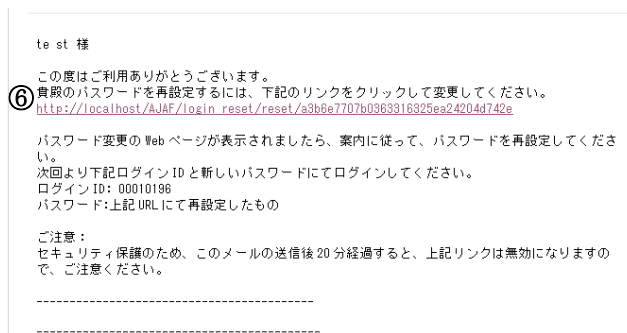 te st 様
この度はご利用ありがとうございます。
⑥
貴殿のパスワードを再設定するには、下記のリンクをクリックして変更してください。
http://localhost/AJAF/login_reset/reset/a3b6e7707b0363316325ea24204d742e
パスワード変更の Web ページが表示されましたら、案内に従って、パスワードを再設定してくださ
い。
次回より下記ログイン ID と新しいパスワードにてログインしてください。
ログイン ID: 00010196
パスワード:上記 URL にて再設定したもの
ご注意：
セキュリティ保護のため、このメールの送信後 20 分経過すると、上記リンクは無効になりますの
で、ご注意ください。
------------------------------------------
-------------------------------------------